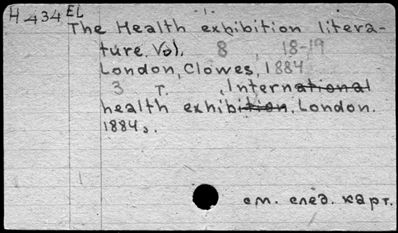 H 434 EL
The Health exhibition litera-
ture. Vol. 8, 18-19
London, Clowes, 1884
3 т. , International
health exhibition, London.
1884,.
см. след. карт.